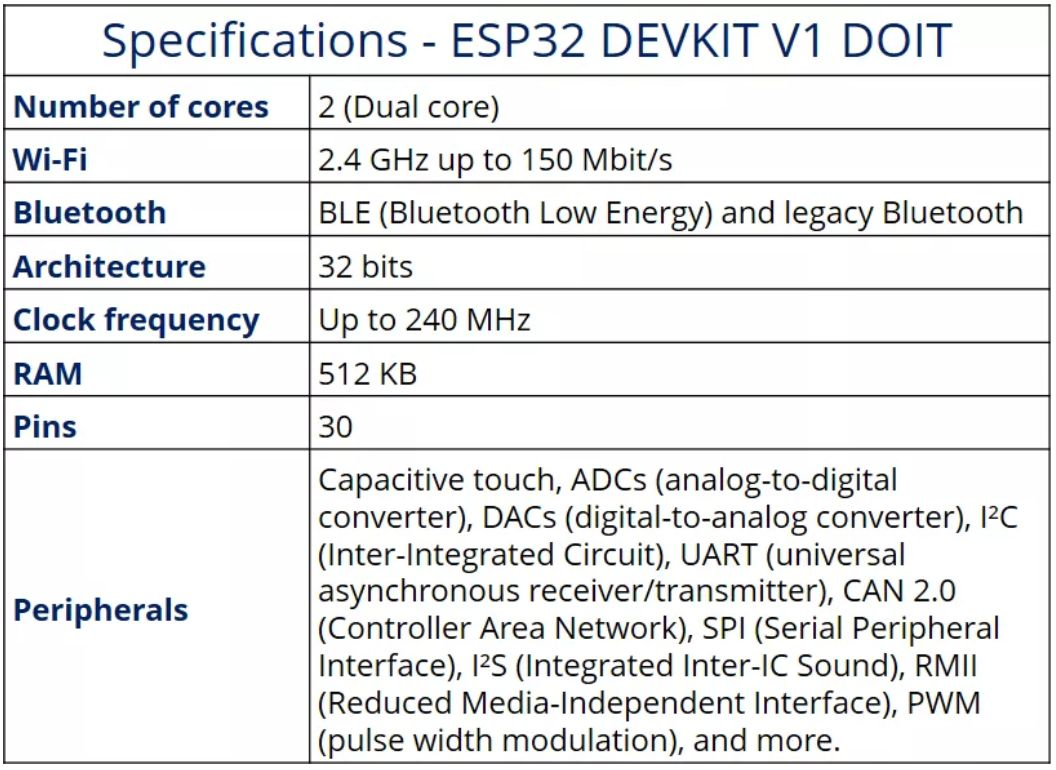 Specifications - ESP32 DEVKIT V1 DOIT
Number of cores 2 (Dual core)
Wi-Fi 2.4 GHz up to 150 Mbit/s
Bluetooth BLE (Bluetooth Low Energy) and legacy Bluetooth
Architecture 32 bits
Clock frequency Up to 240 MHz
RAM 512 KB
Pins 30
Peripherals
Capacitive touch, ADCs (analog-to-digital
converter), DACs (digital-to-analog converter), I²C
(Inter-Integrated Circuit), UART (universal
asynchronous receiver/transmitter), CAN 2.0
(Controller Area Network), SPI (Serial Peripheral
Interface), I²S (Integrated Inter-IC Sound), RMII
(Reduced Media-Independent Interface), PWM
(pulse width modulation), and more.